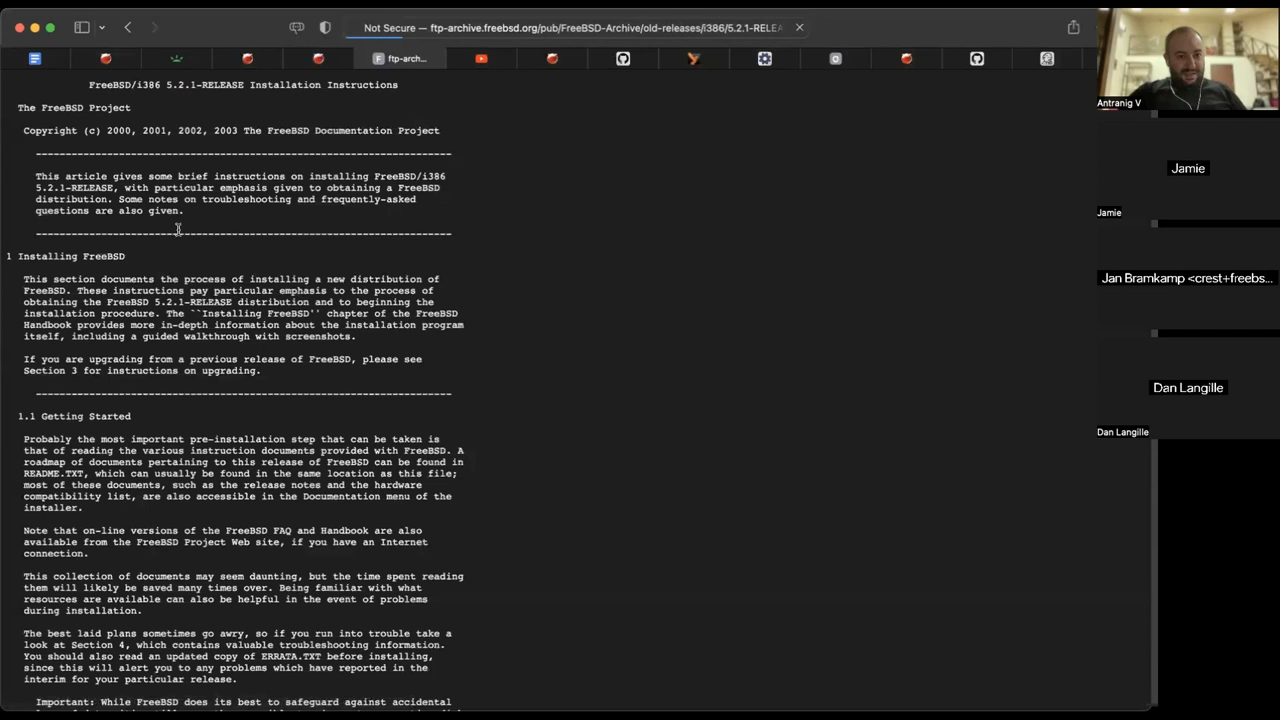 Not Secure — ftp-archive.freebsd.org/pub/FreeBSD-Archive/old-releases/i386/5.2.1-RELE
ftp-arch...
FreeBSD/i386 5.2.1-RELEASE Installation Instructions
The FreeBSD Project
Copyright (c) 2000, 2001, 2002, 2003 The FreeBSD Documentation Project
This article gives some brief instructions on installing FreeBSD/i386
5.2.1-RELEASE, with particular emphasis given to obtaining a FreeBSD
distribution. Some notes on troubleshooting and frequently-asked
questions are also given.
1 Installing FreeBSD
This section documents the process of installing a new distribution of
FreeBSD. These instructions pay particular emphasis to the process of
obtaining the FreeBSD 5.2.1-RELEASE distribution and to beginning the
installation procedure. The ``Installing FreeBSD'' chapter of the FreeBSD
Handbook provides more in-depth information about the installation program
itself, including a guided walkthrough with screenshots.
If you are upgrading from a previous release of FreeBSD, please see
Section 3 for instructions on upgrading.
1.1 Getting Started
Probably the most important pre-installation step that can be taken is
that of reading the various instruction documents provided with FreeBSD. A
roadmap of documents pertaining to this release of FreeBSD can be found in
README.TXT, which can usually be found in the same location as this file;
most of these documents, such as the release notes and the hardware
compatibility list, are also accessible in the Documentation menu of the
installer.
Note that on-line versions of the FreeBSD FAQ and Handbook are also
available from the FreeBSD Project Web site, if you have an Internet
connection.
This collection of documents may seem daunting, but the time spent reading
them will likely be saved many times over. Being familiar with what
resources are available can also be helpful in the event of problems
during installation.
The best laid plans sometimes go awry, so if you run into trouble take a
look at Section 4, which contains valuable troubleshooting information.
You should also read an updated copy of ERRATA.TXT before installing,
since this will alert you to any problems which have reported in the
interim for your particular release.
Important: While FreeBSD does its best to safeguard against accidental
Antranig V
Jamie
Jamie
Jan Bramkamp <crest+freebs...
Dan Langille
Dan Langille